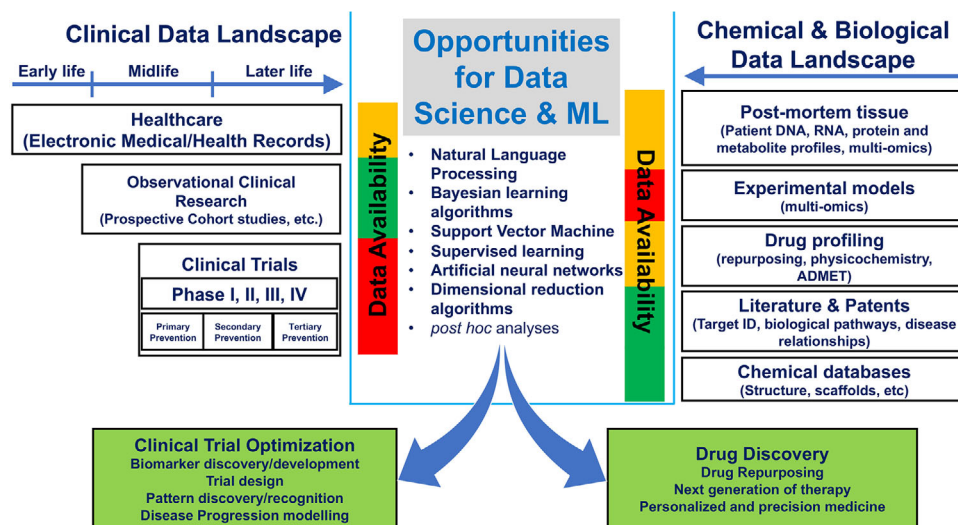 Clinical Data Landscape
Early life
Midlife
Later life
Healthcare
(Electronic Medical/Health Records)
Observational Clinical
Research
(Prospective Cohort studies, etc.)
Clinical Trials
Phase I, II, III, IV
Primary
Prevention
Secondary
Prevention
Tertiary
Prevention
Data Availability
Opportunities
for Data
Science & ML
• Natural Language
Processing
• Bayesian learning
algorithms
• Support Vector Machine
• Supervised learning
• Artificial neural networks
• Dimensional reduction
algorithms
• post hoc analyses
Data Availability
Chemical & Biological
Data Landscape
Post-mortem tissue
(Patient DNA, RNA, protein and
metabolite profiles, multi-omics)
Experimental models
(multi-omics)
Drug profiling
(repurposing, physicochemistry,
ADMET)
Literature & Patents
(Target ID, biological pathways, disease
relationships)
Chemical databases
(Structure, scaffolds, etc)
Clinical Trial Optimization
Biomarker discovery/development
Trial design
Pattern discovery/recognition
Disease Progression modelling
Drug Discovery
Drug Repurposing
Next generation of therapy
Personalized and precision medicine